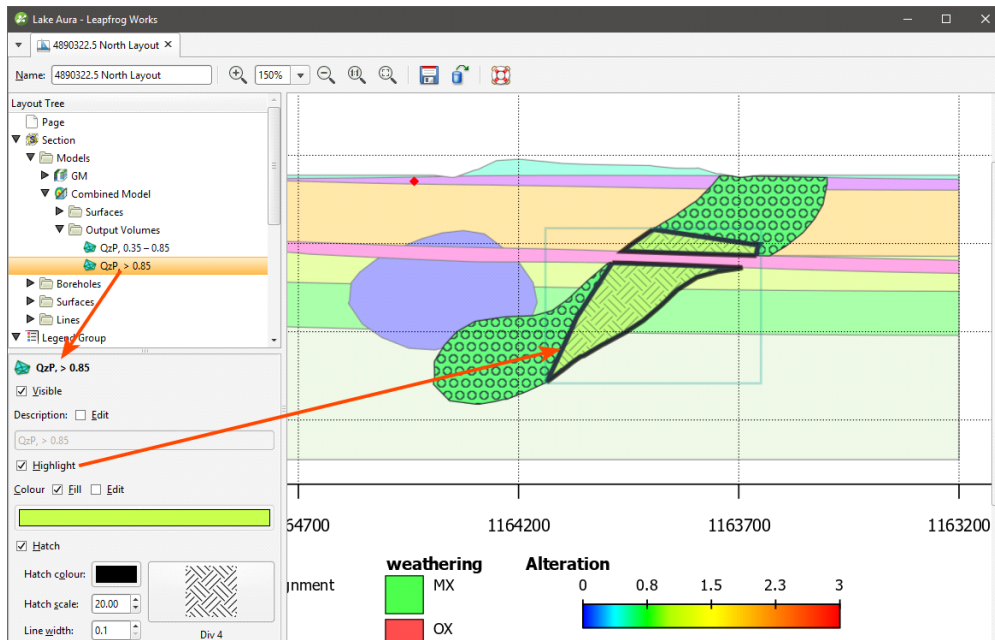 Lake Aura - Leapfrog Works
4890322.5 North Layout
Name: 4890322.5 North Layout
150%
Layout Tree
Page
Section
Models
GM
Combined Model
Surfaces
Output Volumes
QzP, 0.35 – 0.85
QzP, > 0.85
Boreholes
Surfaces
Lines
Legend Group
QzP, > 0.85
Visible
Description: Edit
QzP, > 0.85
Highlight
Colour Fill Edit
Hatch
Hatch colour:
Hatch scale: 20.00
Line width: 0.1
Div 4
64700 1164200 1163700 1163200
weathering Alteration
gnment MX 0 0.8 1.5 2.3 3
OX